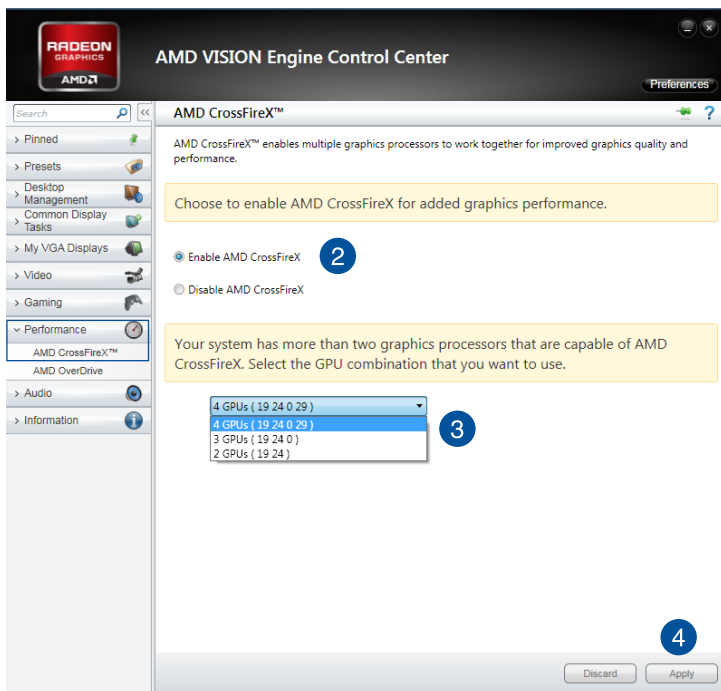 RADEON
GRAPHICS
AMD
AMD VISION Engine Control Center
Preferences
Search
<<
AMD CrossFireX™
?
> Pinned
> Presets
> Desktop
Management
> Common Display
Tasks
> My VGA Displays
> Video
> Gaming
Performance
AMD CrossFireX™
AMD OverDrive
> Audio
> Information
AMD CrossFireX™ enables multiple graphics processors to work together for improved graphics quality and
performance.
Choose to enable AMD CrossFireX for added graphics performance.
Enable AMD CrossFireX
2
Disable AMD CrossFireX
Your system has more than two graphics processors that are capable of AMD
CrossFireX. Select the GPU combination that you want to use.
4 GPUs ( 19 24 0 29 )
4 GPUs ( 19 24 0 29 )
3 GPUs ( 19 24 0 )
2 GPUs ( 19 24 )
3
4
Discard
Apply